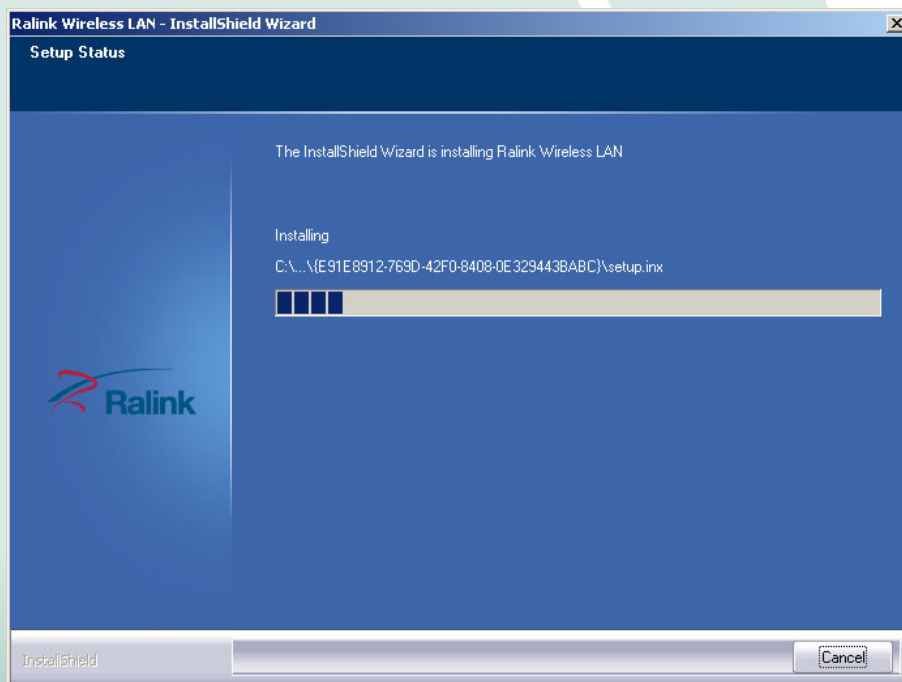 Ralink Wireless LAN - InstallShield Wizard
Setup Status
The InstallShield Wizard is installing Ralink Wireless LAN
Installing
C:\...\{E91E8912-769D-42F0-8408-0E329443BABC}\setup.inx
Ralink
InstallShield
Cancel